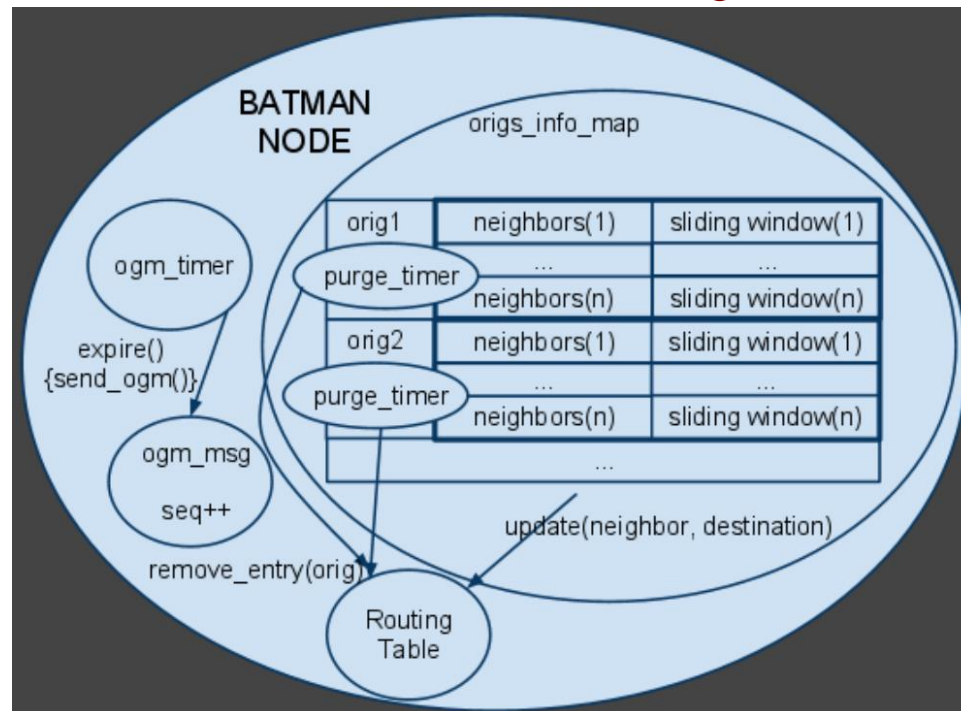 BATMAN
NODE
origs_info_map
ogm_timer
expire()
{send_ogm()}
ogm_msg
seq++
orig1
neighbors(1)
sliding window(1)
purge_timer
...
...
neighbors(n)
sliding window(n)
orig2
neighbors(1)
sliding window(1)
purge_timer
...
...
neighbors(n)
sliding window(n)
...
update(neighbor, destination)
remove_entry(orig)
Routing
Table